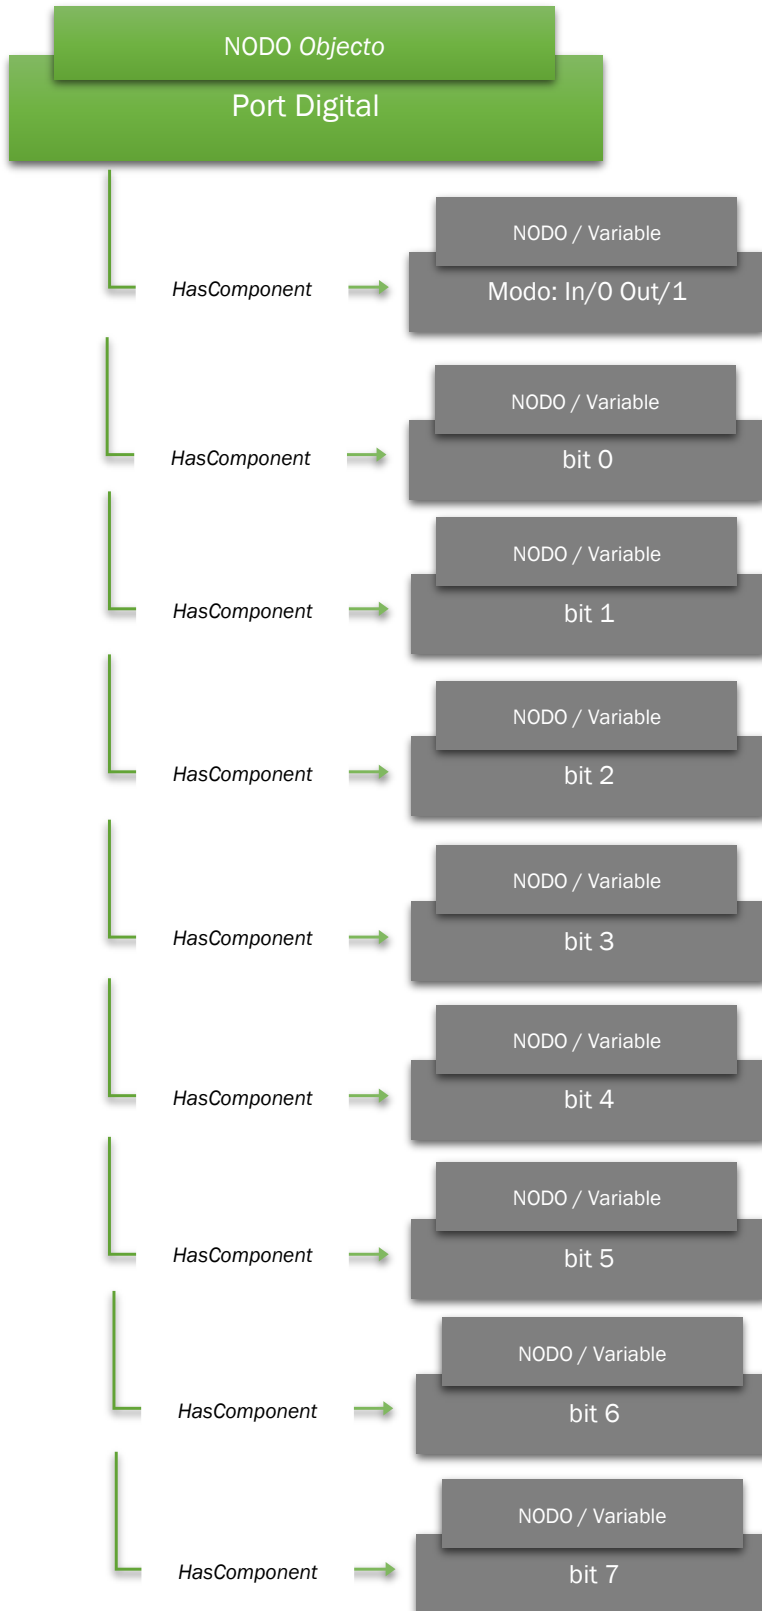 NODO Objecto
Port Digital
NODO / Variable
HasComponent
Modo: In/0 Out/1
NODO / Variable
HasComponent
bit 0
NODO / Variable
HasComponent
bit 1
NODO / Variable
HasComponent
bit 2
NODO / Variable
HasComponent
bit 3
NODO / Variable
HasComponent
bit 4
NODO / Variable
HasComponent
bit 5
NODO / Variable
HasComponent
bit 6
NODO / Variable
HasComponent
bit 7